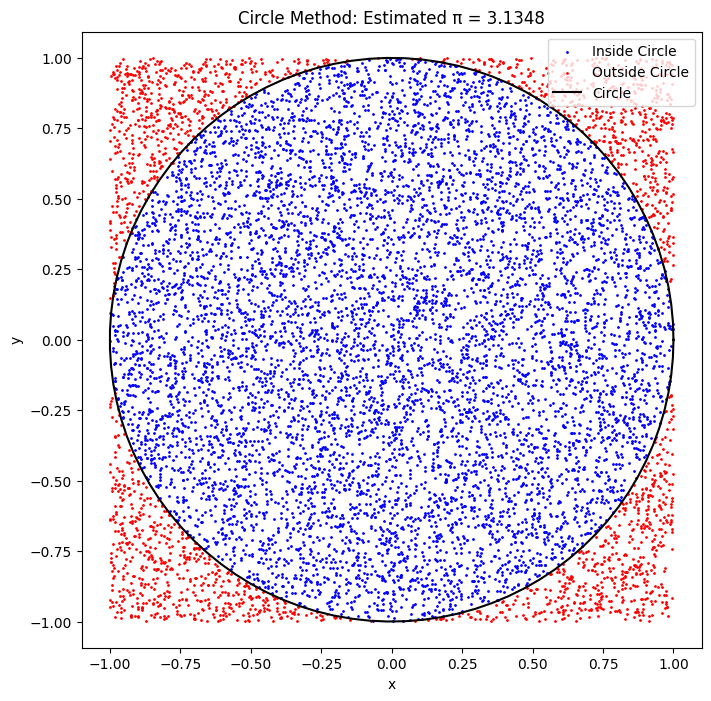 Circle Method: Estimated π = 3.1348
Inside Circle
Outside Circle
Circle
1.00
0.75
0.50
0.25
0.00
−0.25
−0.50
−0.75
−1.00
y
−1.00 −0.75 −0.50 −0.25 0.00 0.25 0.50 0.75 1.00
x